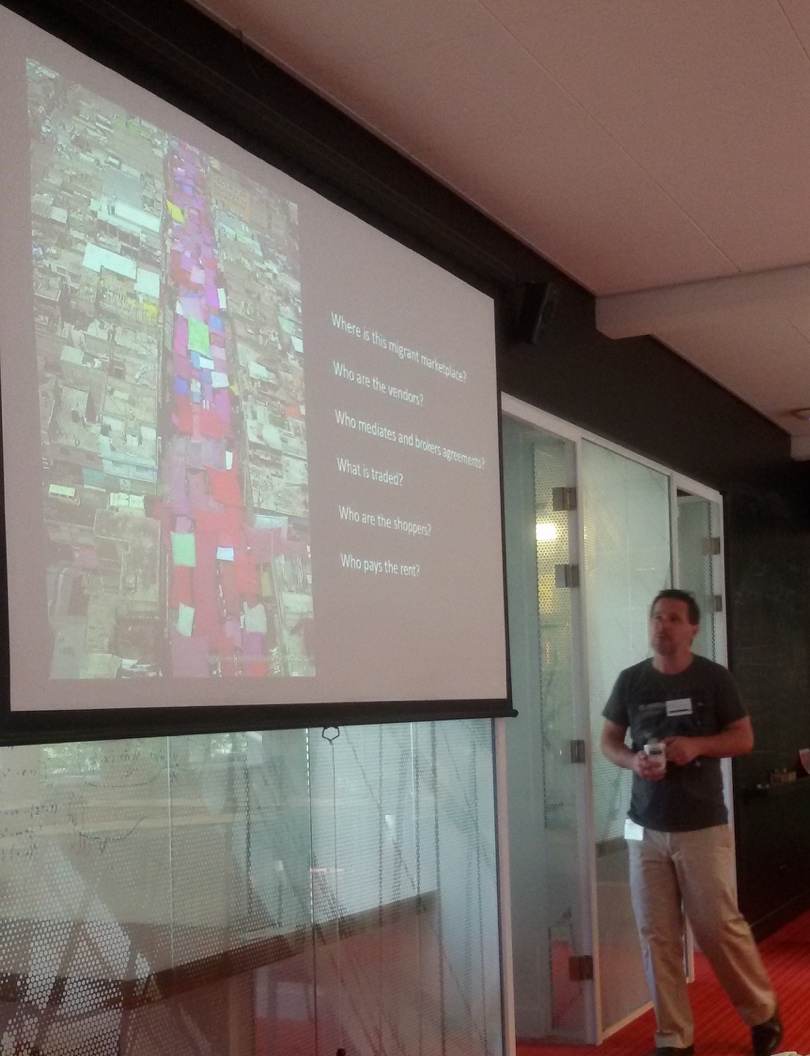 Where is this migrant marketplace?
Who are the vendors?
Who mediates and brokers agreements?
What is traded?
Who are the shoppers?
Who pays the rent?